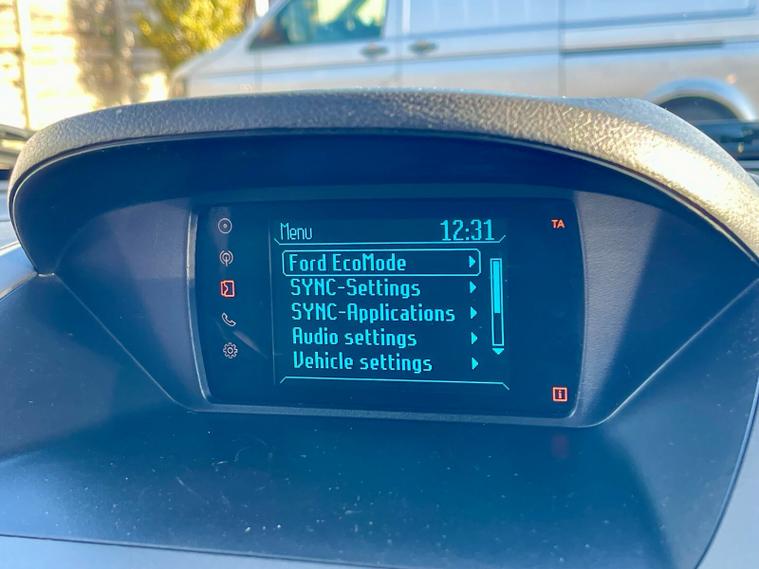 Menu 12:31
TA
Ford EcoMode
SYNC-Settings
SYNC-Applications
Audio settings
Vehicle settings
i